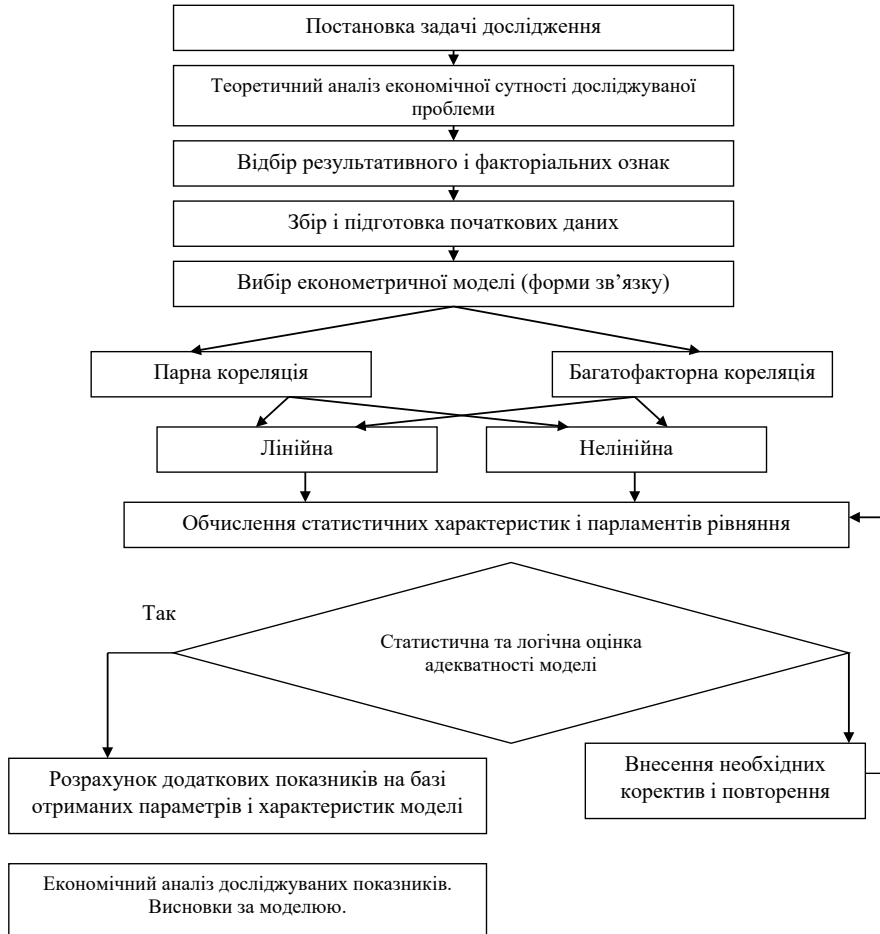 Постановка задачі дослідження
Теоретичний аналіз економічної сутності досліджуваної
проблеми
Відбір результативного і факторіальних ознак
Збір і підготовка початкових даних
Вибір економетричної моделі (форми зв’язку)
Парна кореляція
Багатофакторна кореляція
Лінійна
Нелінійна
Обчислення статистичних характеристик і парламентів рівняння
Так
Статистична та логічна оцінка
адекватності моделі
Розрахунок додаткових показників на базі
отриманих параметрів і характеристик моделі
Внесення необхідних
коректив і повторення
Економічний аналіз досліджуваних показників.
Висновки за моделюю.